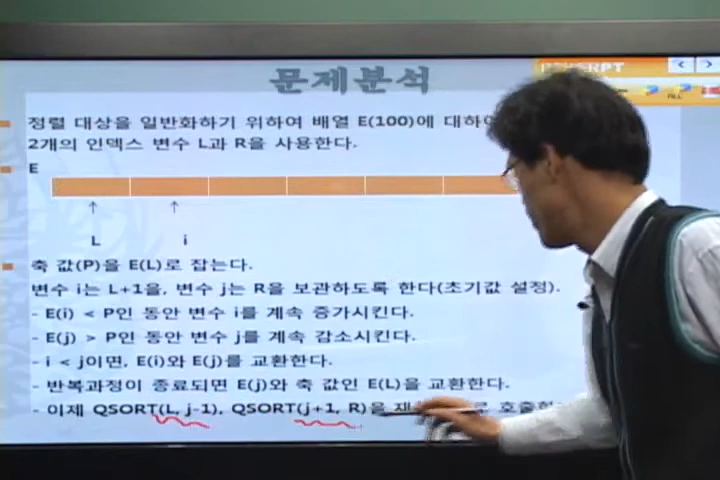 문제분석
정렬 대상을 일반화하기 위하여 배열 E(100)에 대하여
2개의 인덱스 변수 L과 R을 사용한다.
E
L i
축 값(P)을 E(L)로 잡는다.
변수 i는 L+1을, 변수 j는 R을 보관하도록 한다(초기값 설정).
- E(i) < P인 동안 변수 i를 계속 증가시킨다.
- E(j) > P인 동안 변수 j를 계속 감소시킨다.
- i < j이면, E(i)와 E(j)를 교환한다.
- 반복과정이 종료되면 E(j)와 축 값인 E(L)을 교환한다.
- 이제 QSORT(L, j-1), QSORT(j+1, R)을